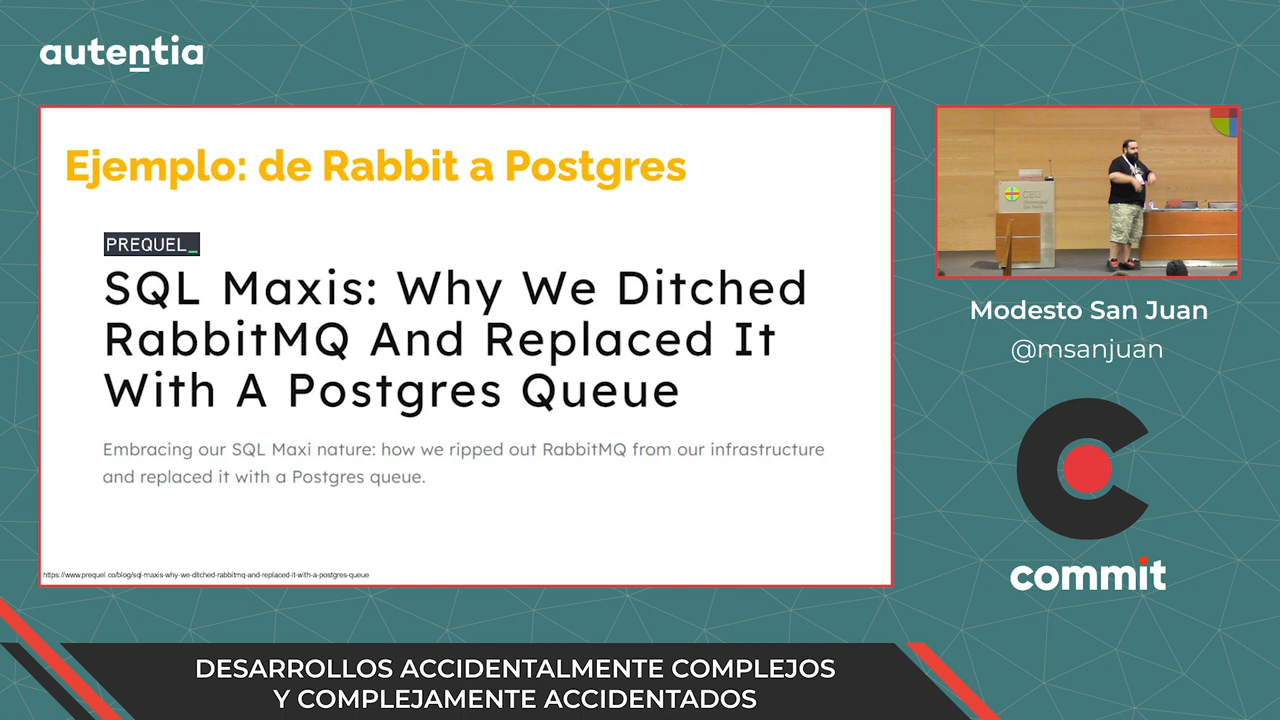 autentia
Ejemplo: de Rabbit a Postgres
PREQUEL_
SQL Maxis: Why We Ditched
RabbitMQ And Replaced It
With A Postgres Queue
Embracing our SQL Maxi nature: how we ripped out RabbitMQ from our infrastructure
and replaced it with a Postgres queue.
https://www.prequel.co/blog/sql-maxis-why-we-ditched-rabbitmq-and-replaced-it-with-a-postgres-queue
CEU
Modesto San Juan
@msanjuan
commit
DESARROLLOS ACCIDENTALMENTE COMPLEJOS
Y COMPLEJAMENTE ACCIDENTADOS